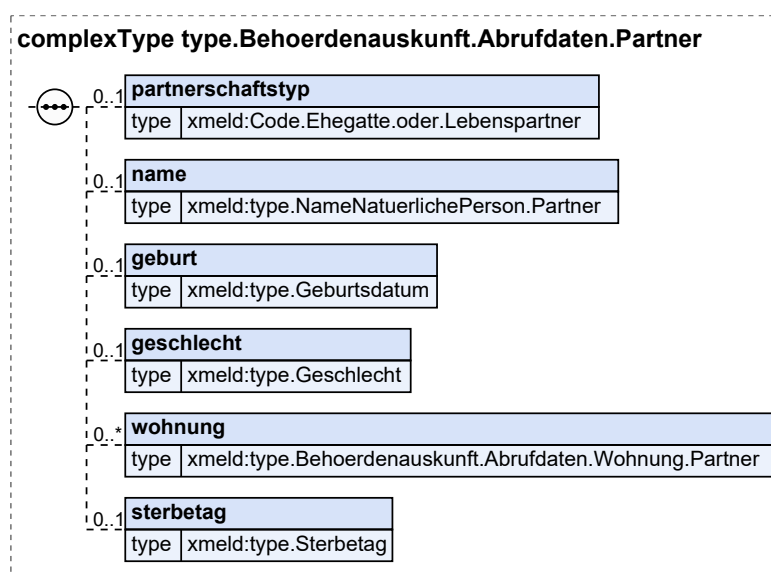 complexType type.Behoerdenauskunft.Abrufdaten.Partner
0..1 partnerschaftstyp
type xmeld:Code.Ehegatte.oder.Lebenspartner
0..1 name
type xmeld:type.NameNatuerlichePerson.Partner
0..1 geburt
type xmeld:type.Geburtsdatum
0..1 geschlecht
type xmeld:type.Geschlecht
0..* wohnung
type xmeld:type.Behoerdenauskunft.Abrufdaten.Wohnung.Partner
0..1 sterbetag
type xmeld:type.Sterbetag